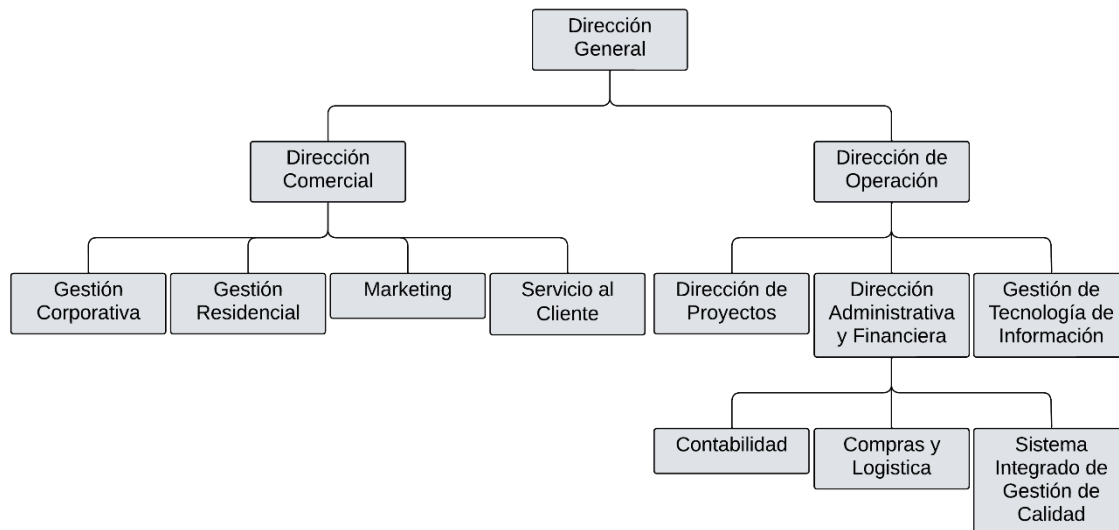 Dirección
General
Dirección
Comercial
Dirección de
Operación
Gestión
Corporativa
Gestión
Residencial
Marketing
Servicio al
Cliente
Dirección de
Proyectos
Dirección
Administrativa
y Financiera
Gestión de
Tecnología de
Información
Contabilidad
Compras y
Logistica
Sistema
Integrado de
Gestión de
Calidad